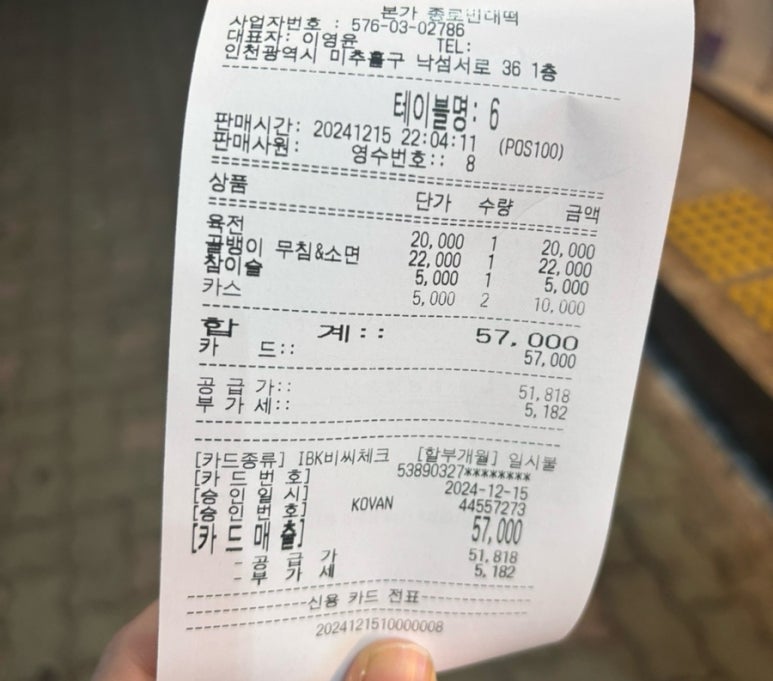 본가 종로빈대떡
사업자번호 : 576-03-02786
대표자: 이영윤 TEL:
인천광역시 미추홀구 낙섬서로 36 1층
테이블명: 6
판매시간: 20241215 22:04:11 (POS100)
판매사원: 영수번호:: 8
상품 단가 수량 금액
육전 20,000 1 20,000
골뱅이 무침&소면 22,000 1 22,000
참이슬 5,000 1 5,000
카스 5,000 2 10,000
합 계:: 57,000
카 드:: 57,000
공 급 가:: 51,818
부 가 세:: 5,182
[카드종류] IBK비씨체크 [할부개월] 일시불
[카 드 번 호] 53890327********
[승 인 일 시] 2024-12-15
[승 인 번 호] KOVAN 44557273
[카 드 매 출] 57,000
- 공 급 가 51,818
- 부 가 세 5,182
신용 카드 전표
2024121510000008